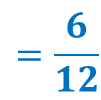 = 6/12